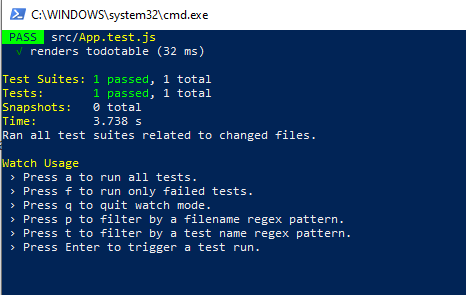 C:\WINDOWS\system32\cmd.exe
PASS src/App.test.js
√ renders todotable (32 ms)
Test Suites: 1 passed, 1 total
Tests: 1 passed, 1 total
Snapshots: 0 total
Time: 3.738 s
Ran all test suites related to changed files.
Watch Usage
› Press a to run all tests.
› Press f to run only failed tests.
› Press q to quit watch mode.
› Press p to filter by a filename regex pattern.
› Press t to filter by a test name regex pattern.
› Press Enter to trigger a test run.